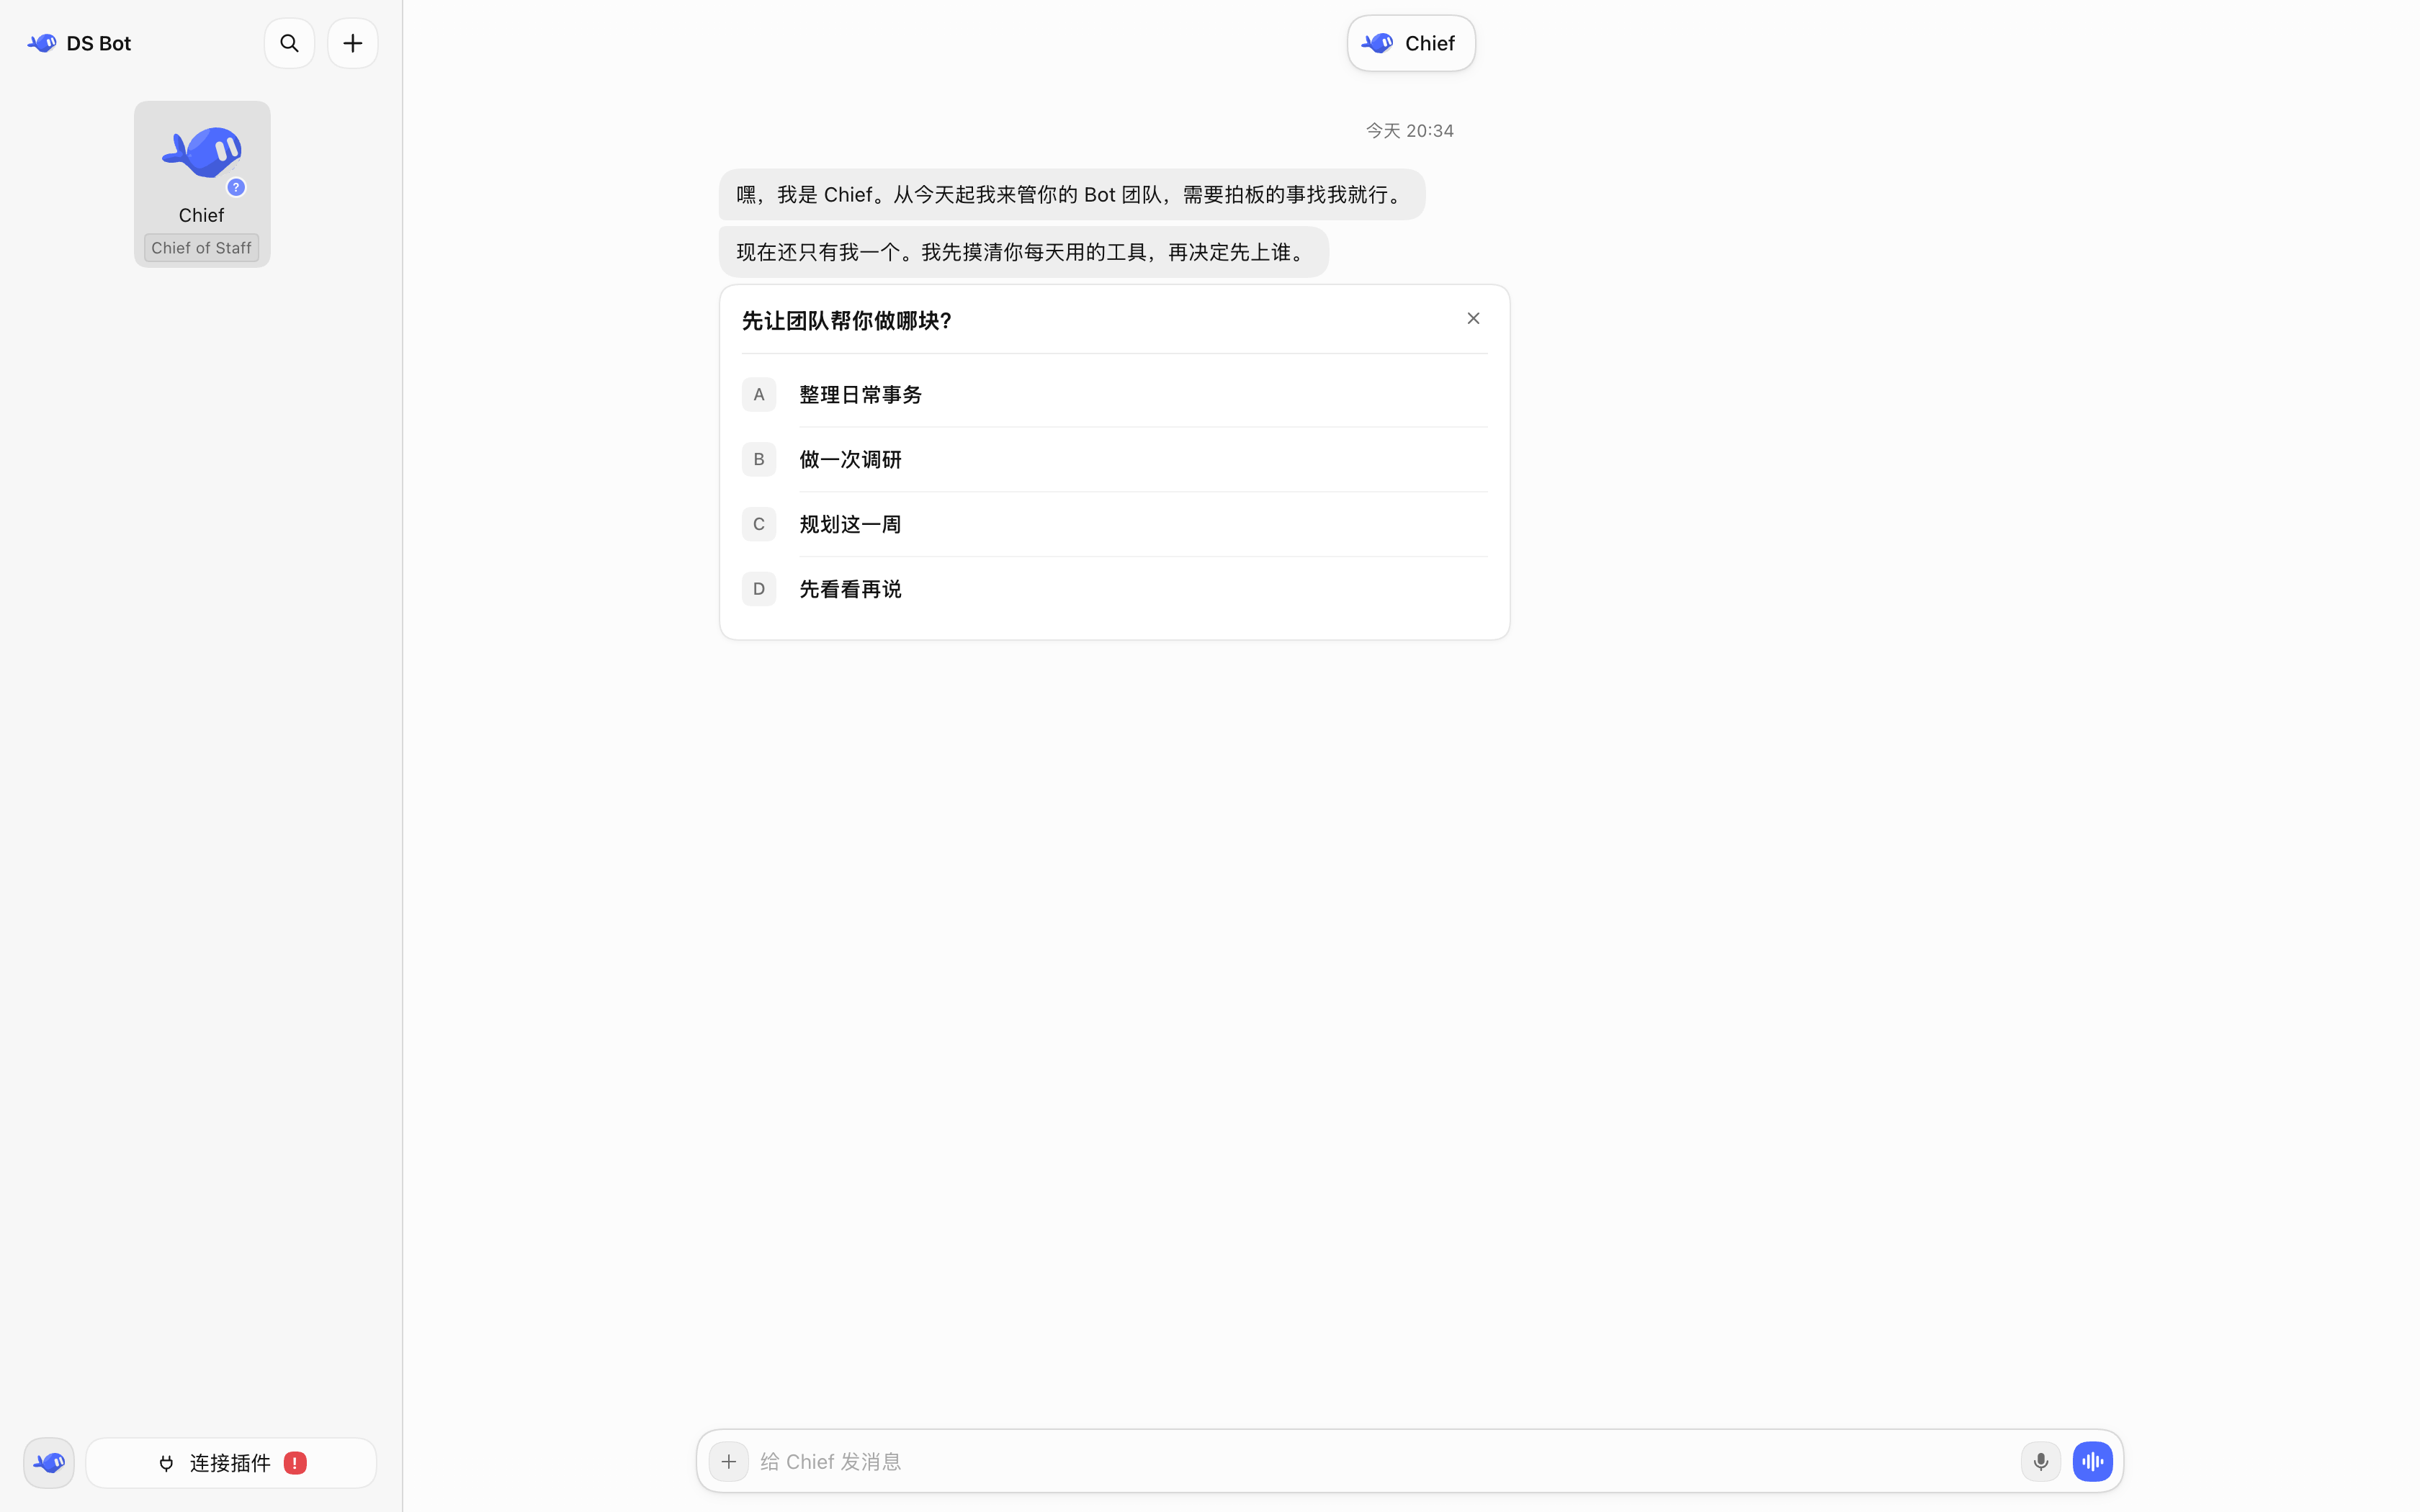 DS Bot
Chief
?
Chief
Chief of Staff
今天 20:34
嘿，我是 Chief。从今天起我来管你的 Bot 团队，需要拍板的事找我就行。
现在还只有我一个。我先摸清你每天用的工具，再决定先上谁。
先让团队帮你做哪块？
A 整理日常事务
B 做一次调研
C 规划这一周
D 先看看再说
连接插件 !
给 Chief 发消息